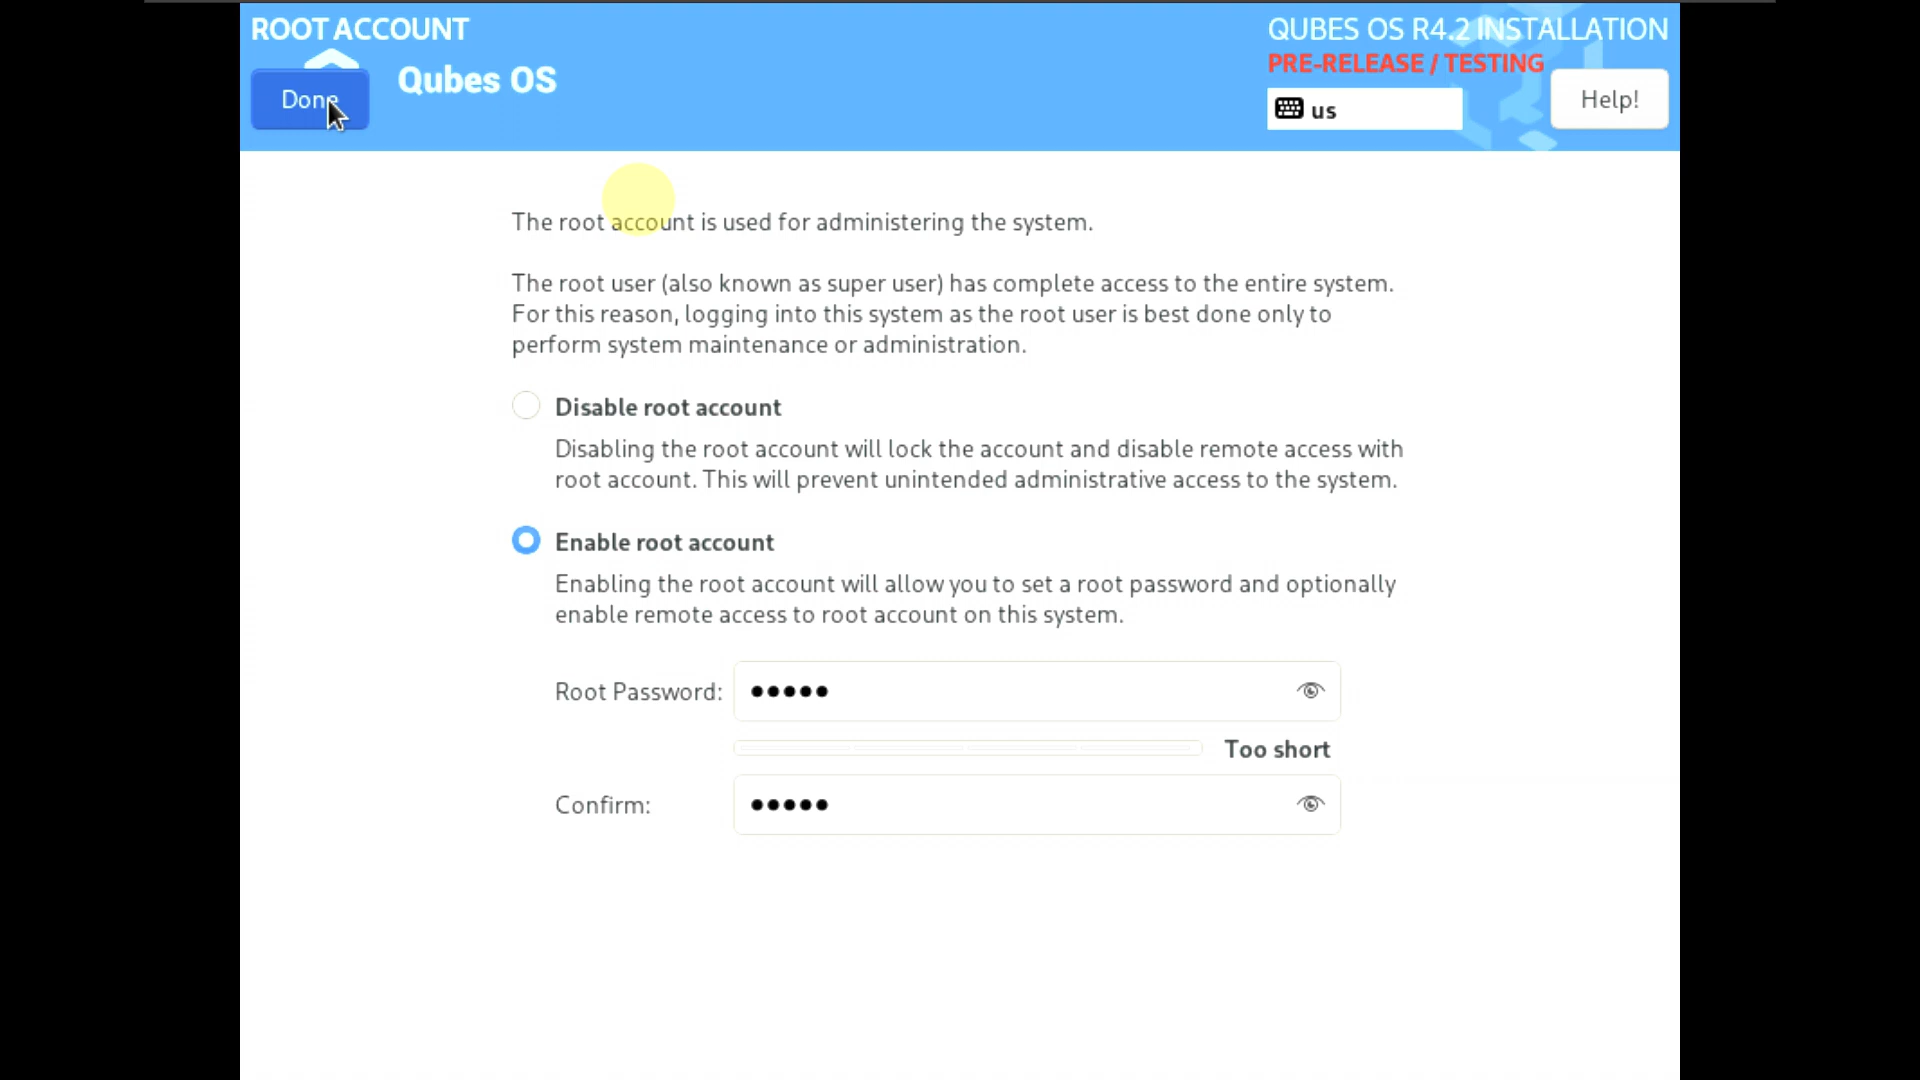 ROOT ACCOUNT
QUBES OS R4.2 INSTALLATION
PRE-RELEASE / TESTING
Done
Qubes OS
us
Help!
The root account is used for administering the system.
The root user (also known as super user) has complete access to the entire system.
For this reason, logging into this system as the root user is best done only to
perform system maintenance or administration.
Disable root account
Disabling the root account will lock the account and disable remote access with
root account. This will prevent unintended administrative access to the system.
Enable root account
Enabling the root account will allow you to set a root password and optionally
enable remote access to root account on this system.
Root Password: ●●●●●
Too short
Confirm: ●●●●●